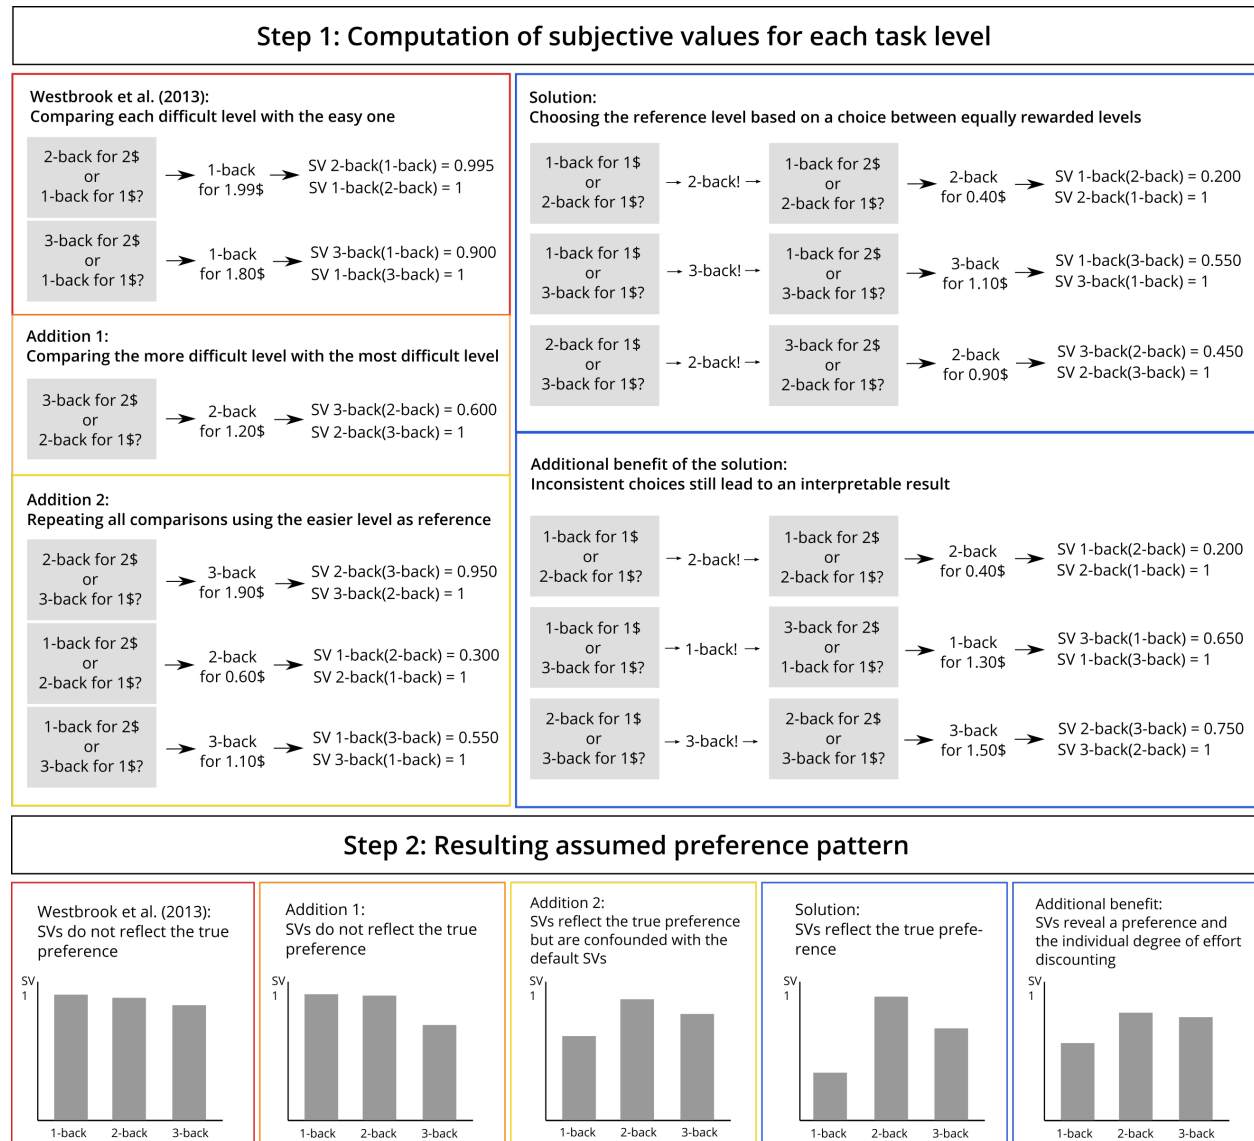 Step 1: Computation of subjective values for each task level
Westbrook et al. (2013):
Comparing each difficult level with the easy one
2-back for 2$
or
1-back for 1$?
1-back
for 1.99$
SV 2-back(1-back) = 0.995
SV 1-back(2-back) = 1
3-back for 2$
or
1-back for 1$?
1-back
for 1.80$
SV 3-back(1-back) = 0.900
SV 1-back(3-back) = 1
Addition 1:
Comparing the more difficult level with the most difficult level
3-back for 2$
or
2-back for 1$?
2-back
for 1.20$
SV 3-back(2-back) = 0.600
SV 2-back(3-back) = 1
Addition 2:
Repeating all comparisons using the easier level as reference
2-back for 2$
or
3-back for 1$?
3-back
for 1.90$
SV 2-back(3-back) = 0.950
SV 3-back(2-back) = 1
1-back for 2$
or
2-back for 1$?
2-back
for 0.60$
SV 1-back(2-back) = 0.300
SV 2-back(1-back) = 1
1-back for 2$
or
3-back for 1$?
3-back
for 1.10$
SV 1-back(3-back) = 0.550
SV 3-back(1-back) = 1
Solution:
Choosing the reference level based on a choice between equally rewarded levels
1-back for 1$
or
2-back for 1$?
2-back!
1-back for 2$
or
2-back for 1$?
2-back
for 0.40$
SV 1-back(2-back) = 0.200
SV 2-back(1-back) = 1
1-back for 1$
or
3-back for 1$?
3-back!
1-back for 2$
or
3-back for 1$?
3-back
for 1.10$
SV 1-back(3-back) = 0.550
SV 3-back(1-back) = 1
2-back for 1$
or
3-back for 1$?
2-back!
3-back for 2$
or
2-back for 1$?
2-back
for 0.90$
SV 3-back(2-back) = 0.450
SV 2-back(3-back) = 1
Additional benefit of the solution:
Inconsistent choices still lead to an interpretable result
1-back for 1$
or
2-back for 1$?
2-back!
1-back for 2$
or
2-back for 1$?
2-back
for 0.40$
SV 1-back(2-back) = 0.200
SV 2-back(1-back) = 1
1-back for 1$
or
3-back for 1$?
1-back!
3-back for 2$
or
1-back for 1$?
1-back
for 1.30$
SV 3-back(1-back) = 0.650
SV 1-back(3-back) = 1
2-back for 1$
or
3-back for 1$?
3-back!
2-back for 2$
or
3-back for 1$?
3-back
for 1.50$
SV 2-back(3-back) = 0.750
SV 3-back(2-back) = 1
Step 2: Resulting assumed preference pattern
Westbrook et al. (2013):
SVs do not reflect the true
preference
SV
1
1-back 2-back 3-back
Addition 1:
SVs do not reflect the true
preference
SV
1
1-back 2-back 3-back
Addition 2:
SVs reflect the true preference
but are confounded with the
default SVs
SV
1
1-back 2-back 3-back
Solution:
SVs reflect the true prefe-
rence
SV
1
1-back 2-back 3-back
Additional benefit:
SVs reveal a preference and
the individual degree of effort
discounting
SV
1
1-back 2-back 3-back